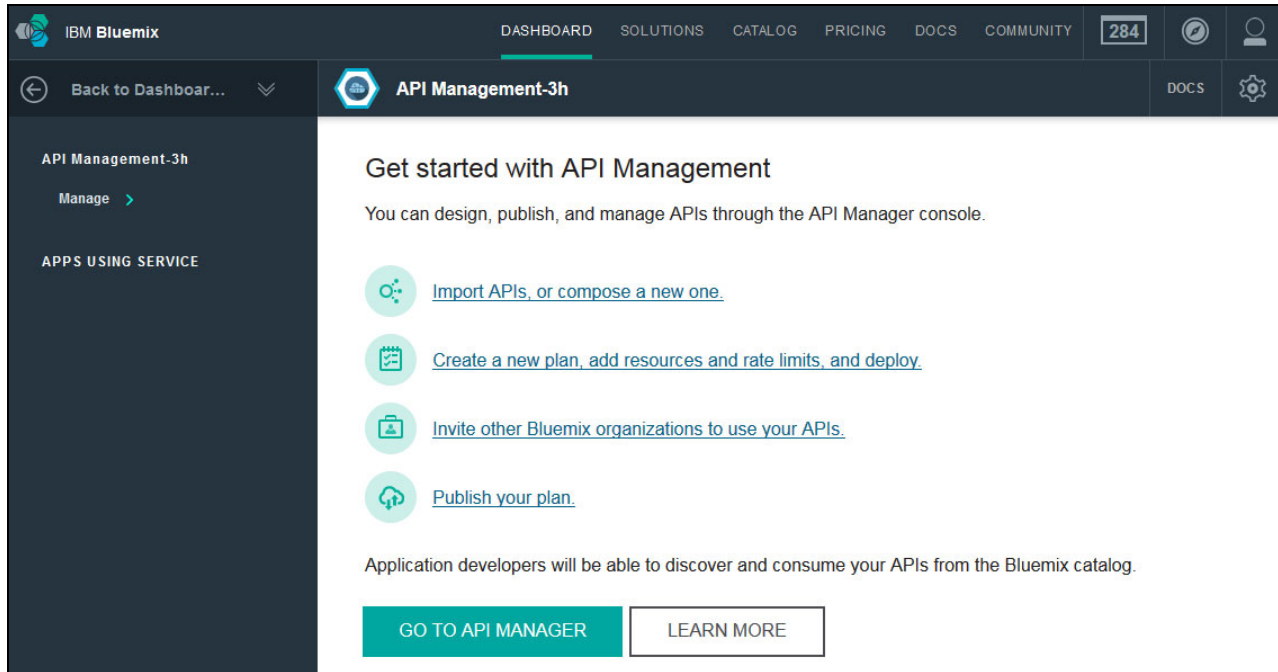 IBM Bluemix
DASHBOARD SOLUTIONS CATALOG PRICING DOCS COMMUNITY 284
Back to Dashboar...
API Management-3h
DOCS
API Management-3h
Manage
APPS USING SERVICE
Get started with API Management
You can design, publish, and manage APIs through the API Manager console.
Import APIs, or compose a new one.
Create a new plan, add resources and rate limits, and deploy.
Invite other Bluemix organizations to use your APIs.
Publish your plan.
Application developers will be able to discover and consume your APIs from the Bluemix catalog.
GO TO API MANAGER LEARN MORE